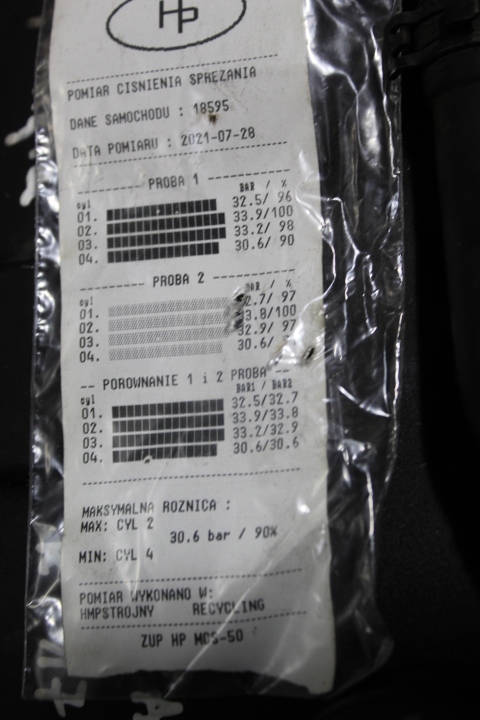 HP
POMIAR CISNIENIA SPREZANIA
DANE SAMOCHODU : 18595
DATA POMIARU : 2021-07-28
PROBA 1
cyl BAR / %
01. 32.5/ 96
02. 33.9/100
03. 33.2/ 98
04. 30.6/ 90
PROBA 2
cyl BAR / %
01. 2.7/ 97
02. 3.8/100
03. 32.9/ 97
04. 30.6/
-- POROWNANIE 1 i 2 PROBA --
cyl BAR1 / BAR2
01. 32.5/32.7
02. 33.9/33.8
03. 33.2/32.9
04. 30.6/30.6
MAKSYMALNA ROZNICA :
MAX: CYL 2
30.6 bar / 90%
MIN: CYL 4
POMIAR WYKONANO W:
HMPSTROJNY RECYCLING
ZUP HP MCS-50